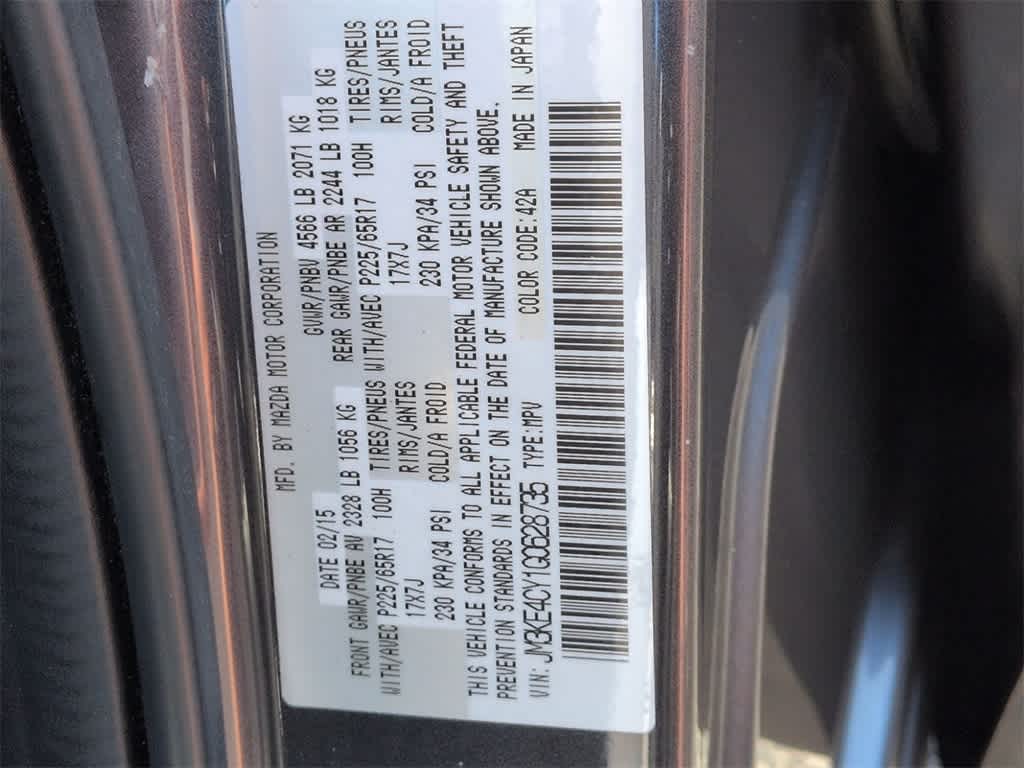 MFD. BY MAZDA MOTOR CORPORATION
DATE 02/15 GVWR/PNBV 4566 LB 2071 KG
FRONT GAWR/PNBE AV 2328 LB 1056 KG REAR GAWR/PNBE AR 2244 LB 1018 KG
WITH/AVEC P225/65R17 100H TIRES/PNEUS WITH/AVEC P225/65R17 100H TIRES/PNEUS
17X7J RIMS/JANTES 17X7J RIMS/JANTES
230 KPA/34 PSI COLD/A FROID 230 KPA/34 PSI COLD/A FROID
THIS VEHICLE CONFORMS TO ALL APPLICABLE FEDERAL MOTOR VEHICLE SAFETY AND THEFT
PREVENTION STANDARDS IN EFFECT ON THE DATE OF MANUFACTURE SHOWN ABOVE.
VIN: JM3KE4CY1G0628735 TYPE:MPV COLOR CODE:42A MADE IN JAPAN